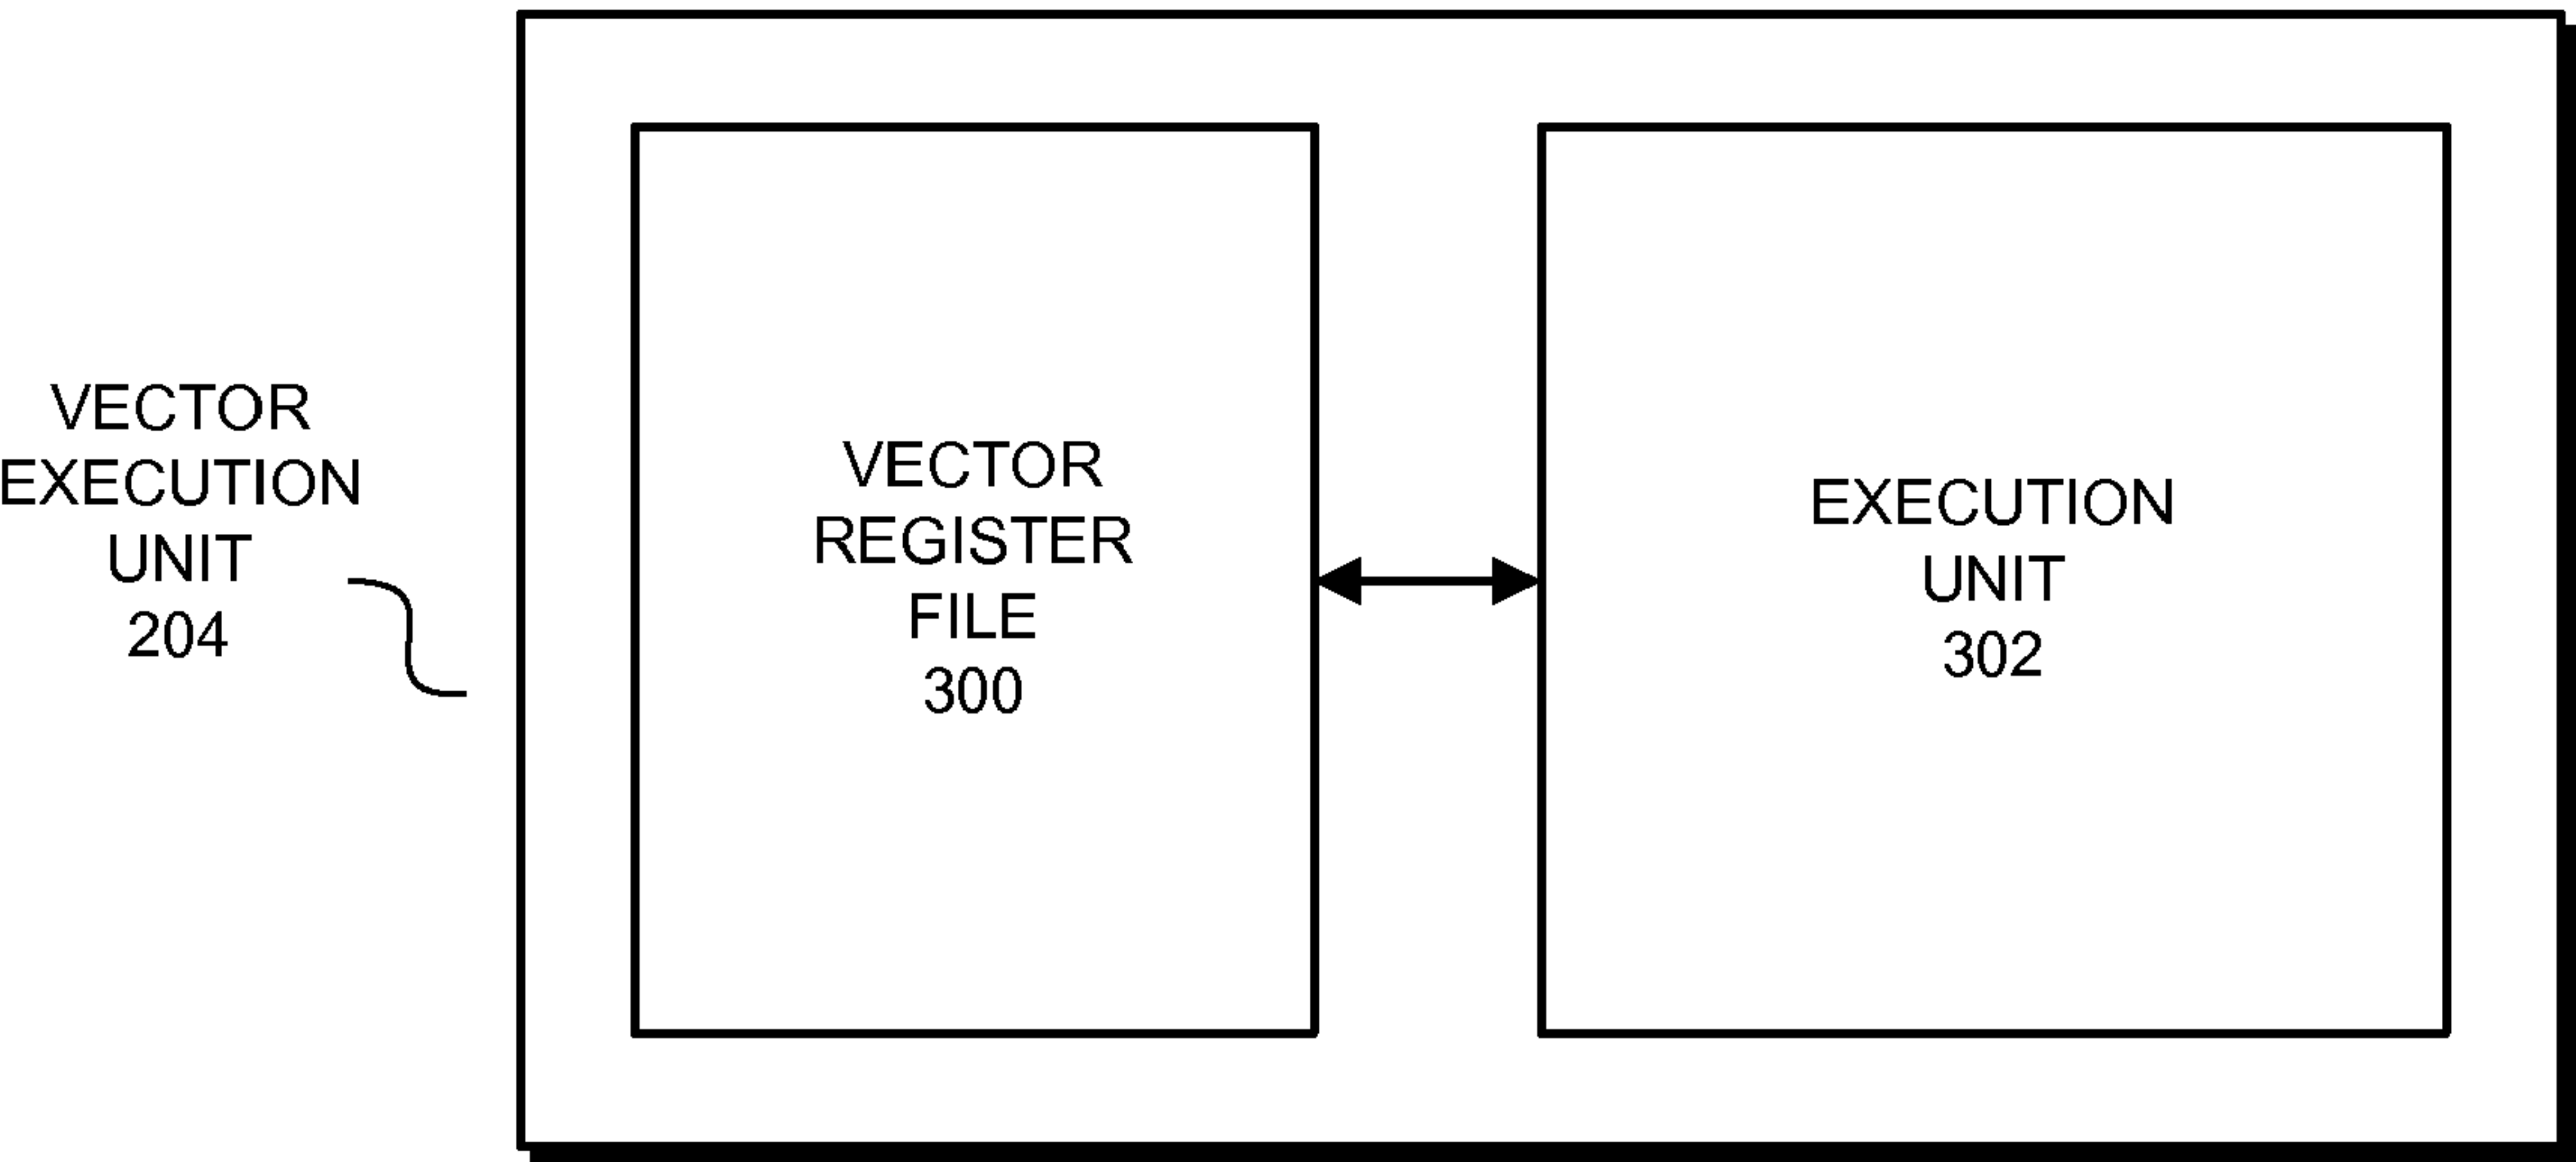 VECTOR
EXECUTION
UNIT
204
VECTOR
REGISTER
FILE
300
EXECUTION
UNIT
302